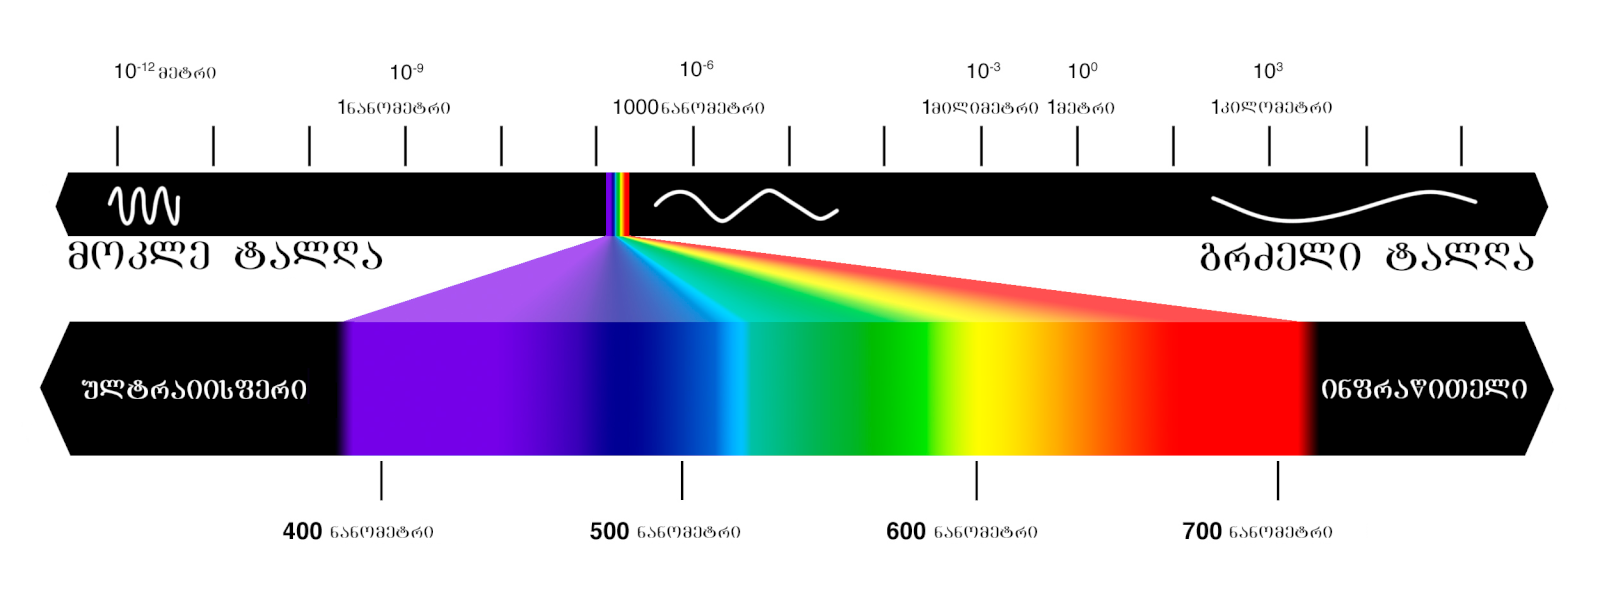 10⁻¹² მეტრი 10⁻⁹ 10⁻⁶ 10⁻³ 10⁰ 10³
1ნანომეტრი 1000ნანომეტრი 1მილიმეტრი 1მეტრი 1კილომეტრი
მოკლე ტალღა გრძელი ტალღა
ულტრაიისფერი ინფრაწითელი
400 ნანომეტრი 500 ნანომეტრი 600 ნანომეტრი 700 ნანომეტრი